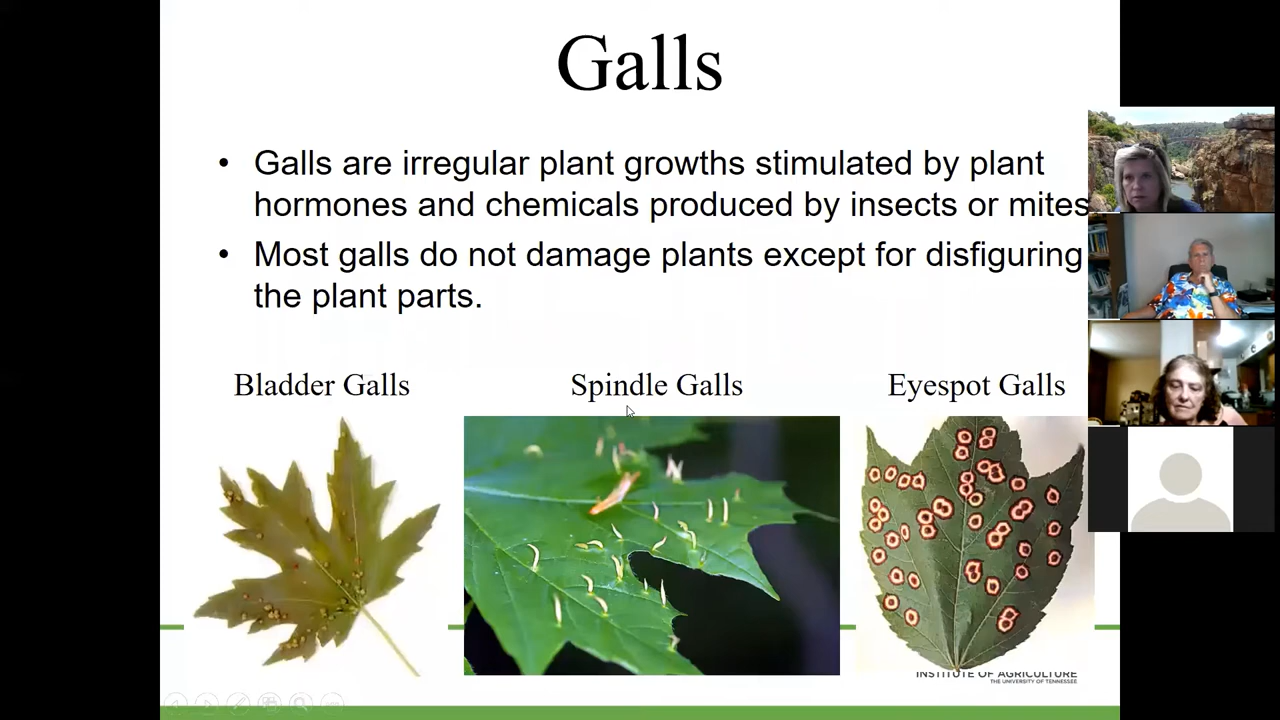 Galls
• Galls are irregular plant growths stimulated by plant
hormones and chemicals produced by insects or mites
• Most galls do not damage plants except for disfiguring
the plant parts.
Bladder Galls
Spindle Galls
Eyespot Galls
INSTITUTE OF AGRICULTURE
THE UNIVERSITY OF TENNESSEE